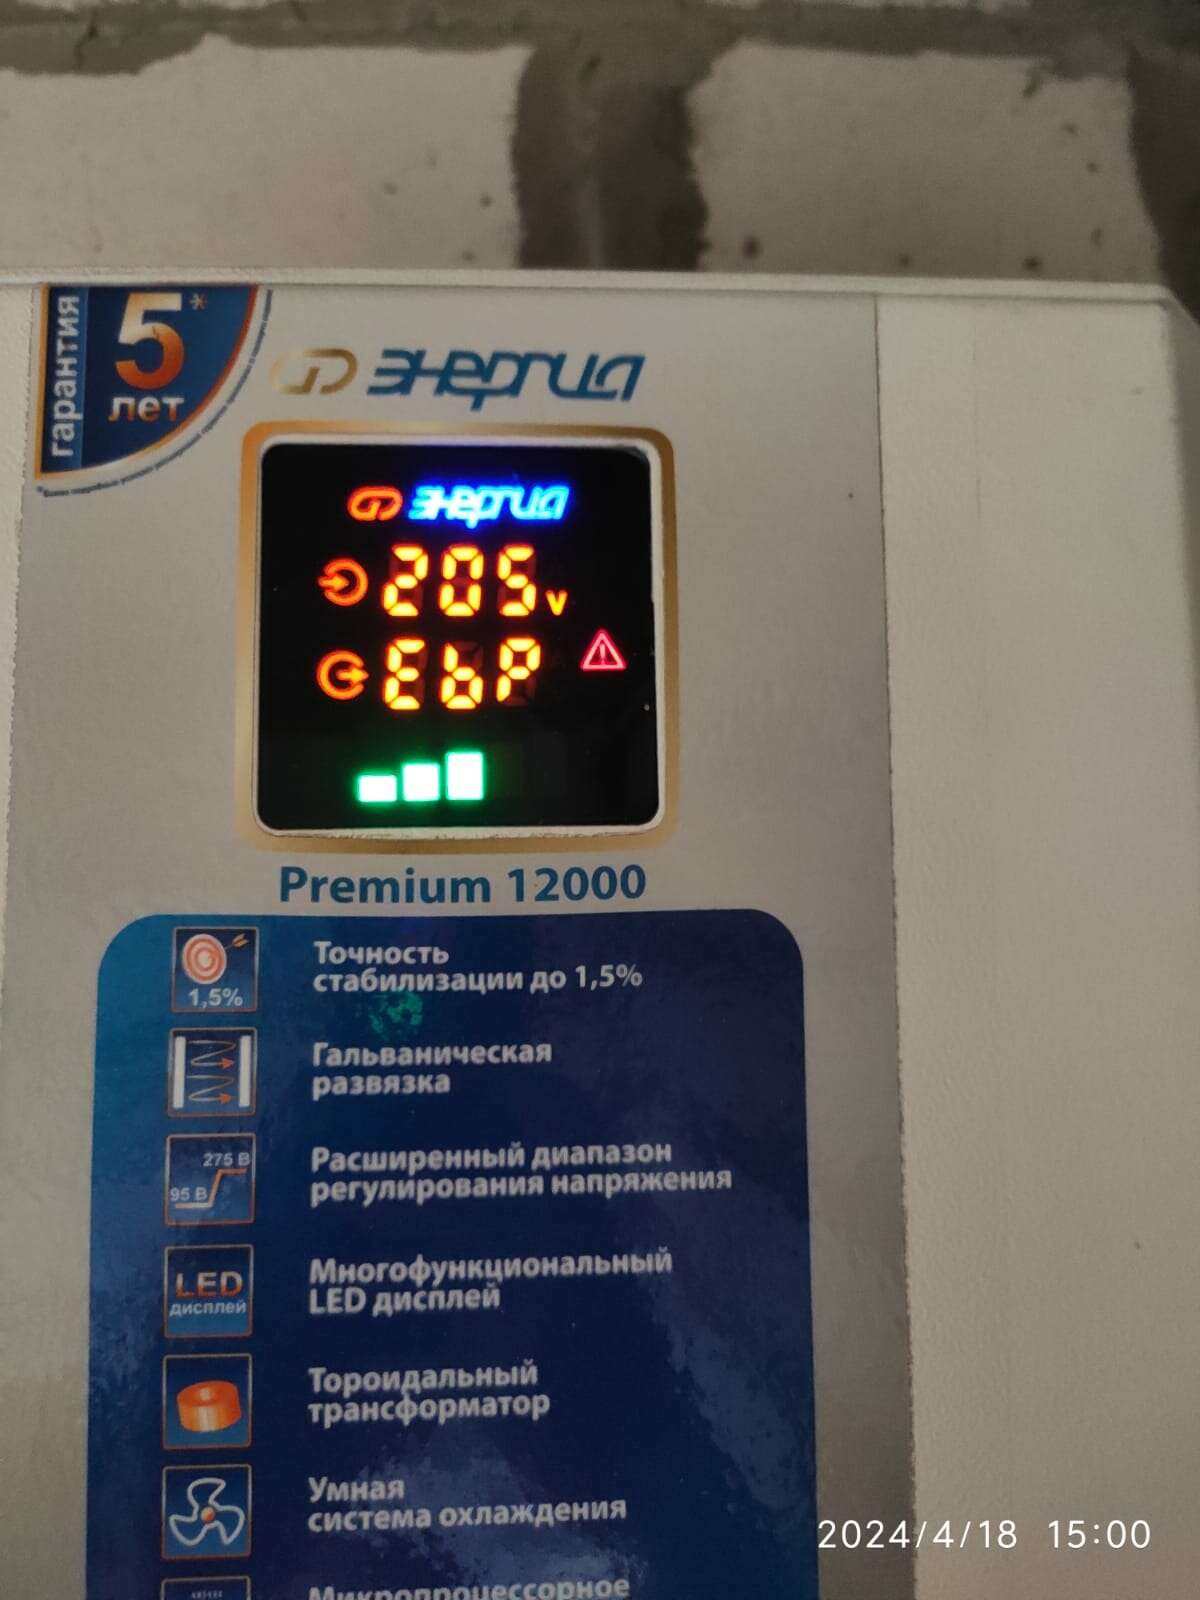 гарантия
5*
лет
энергия
энергия
205v
EbP
Premium 12000
1,5%
Точность
стабилизации до 1,5%
Гальваническая
развязка
275 В
95 В
Расширенный диапазон
регулирования напряжения
LED
дисплей
Многофункциональный
LED дисплей
Тороидальный
трансформатор
Умная
система охлаждения
Микропроцессорное
2024/4/18 15:00